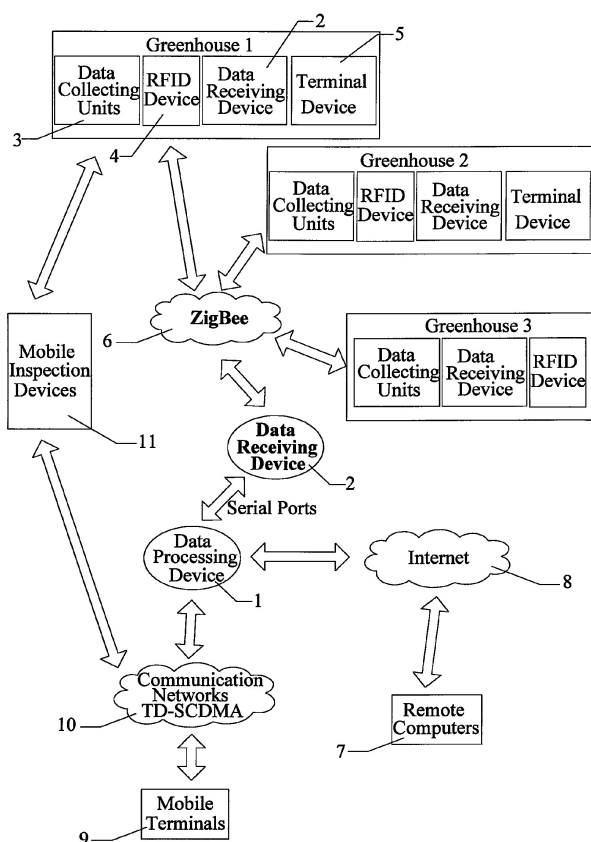 2
5
Greenhouse 1
Data
Collecting
Units
RFID
Device
Data
Receiving
Device
Terminal
Device
3
4
Greenhouse 2
Data
Collecting
Units
RFID
Device
Data
Receiving
Device
Terminal
Device
ZigBee
6
Greenhouse 3
Data
Collecting
Units
Data
Receiving
Device
RFID
Device
Mobile
Inspection
Devices
11
Data
Receiving
Device
2
Serial Ports
Data
Processing
Device
1
Internet
8
Communication
Networks
TD-SCDMA
10
Remote
Computers
7
Mobile
Terminals
9